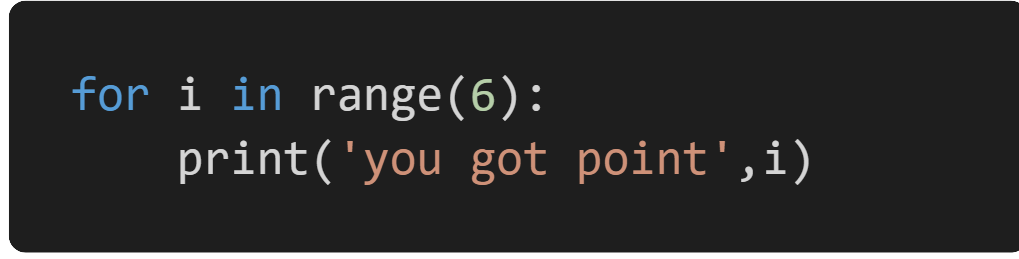 for i in range(6):
    print('you got point',i)